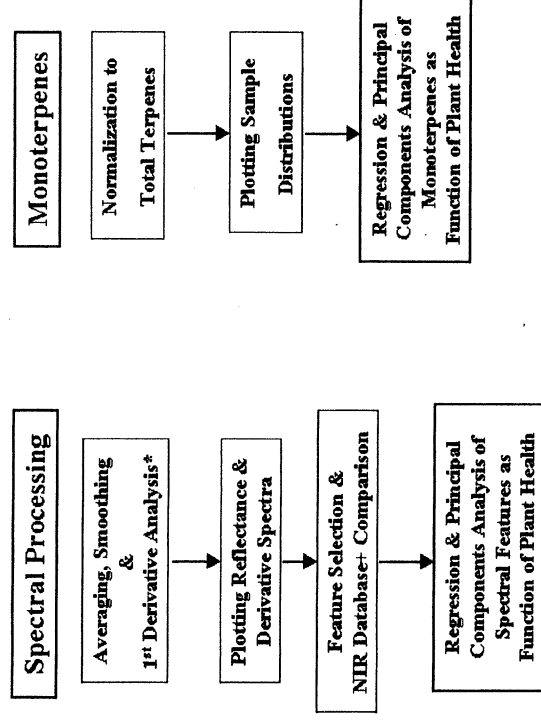 Spectral Processing
Averaging, Smoothing
&
1st Derivative Analysis*
Plotting Reflectance &
Derivative Spectra
Feature Selection &
NIR Database+ Comparison
Regression & Principal
Components Analysis of
Spectral Features as
Function of Plant Health
Monoterpenes
Normalization to
Total Terpenes
Plotting Sample
Distributions
Regression & Principal
Components Analysis of
Monoterpenes as
Function of Plant Health